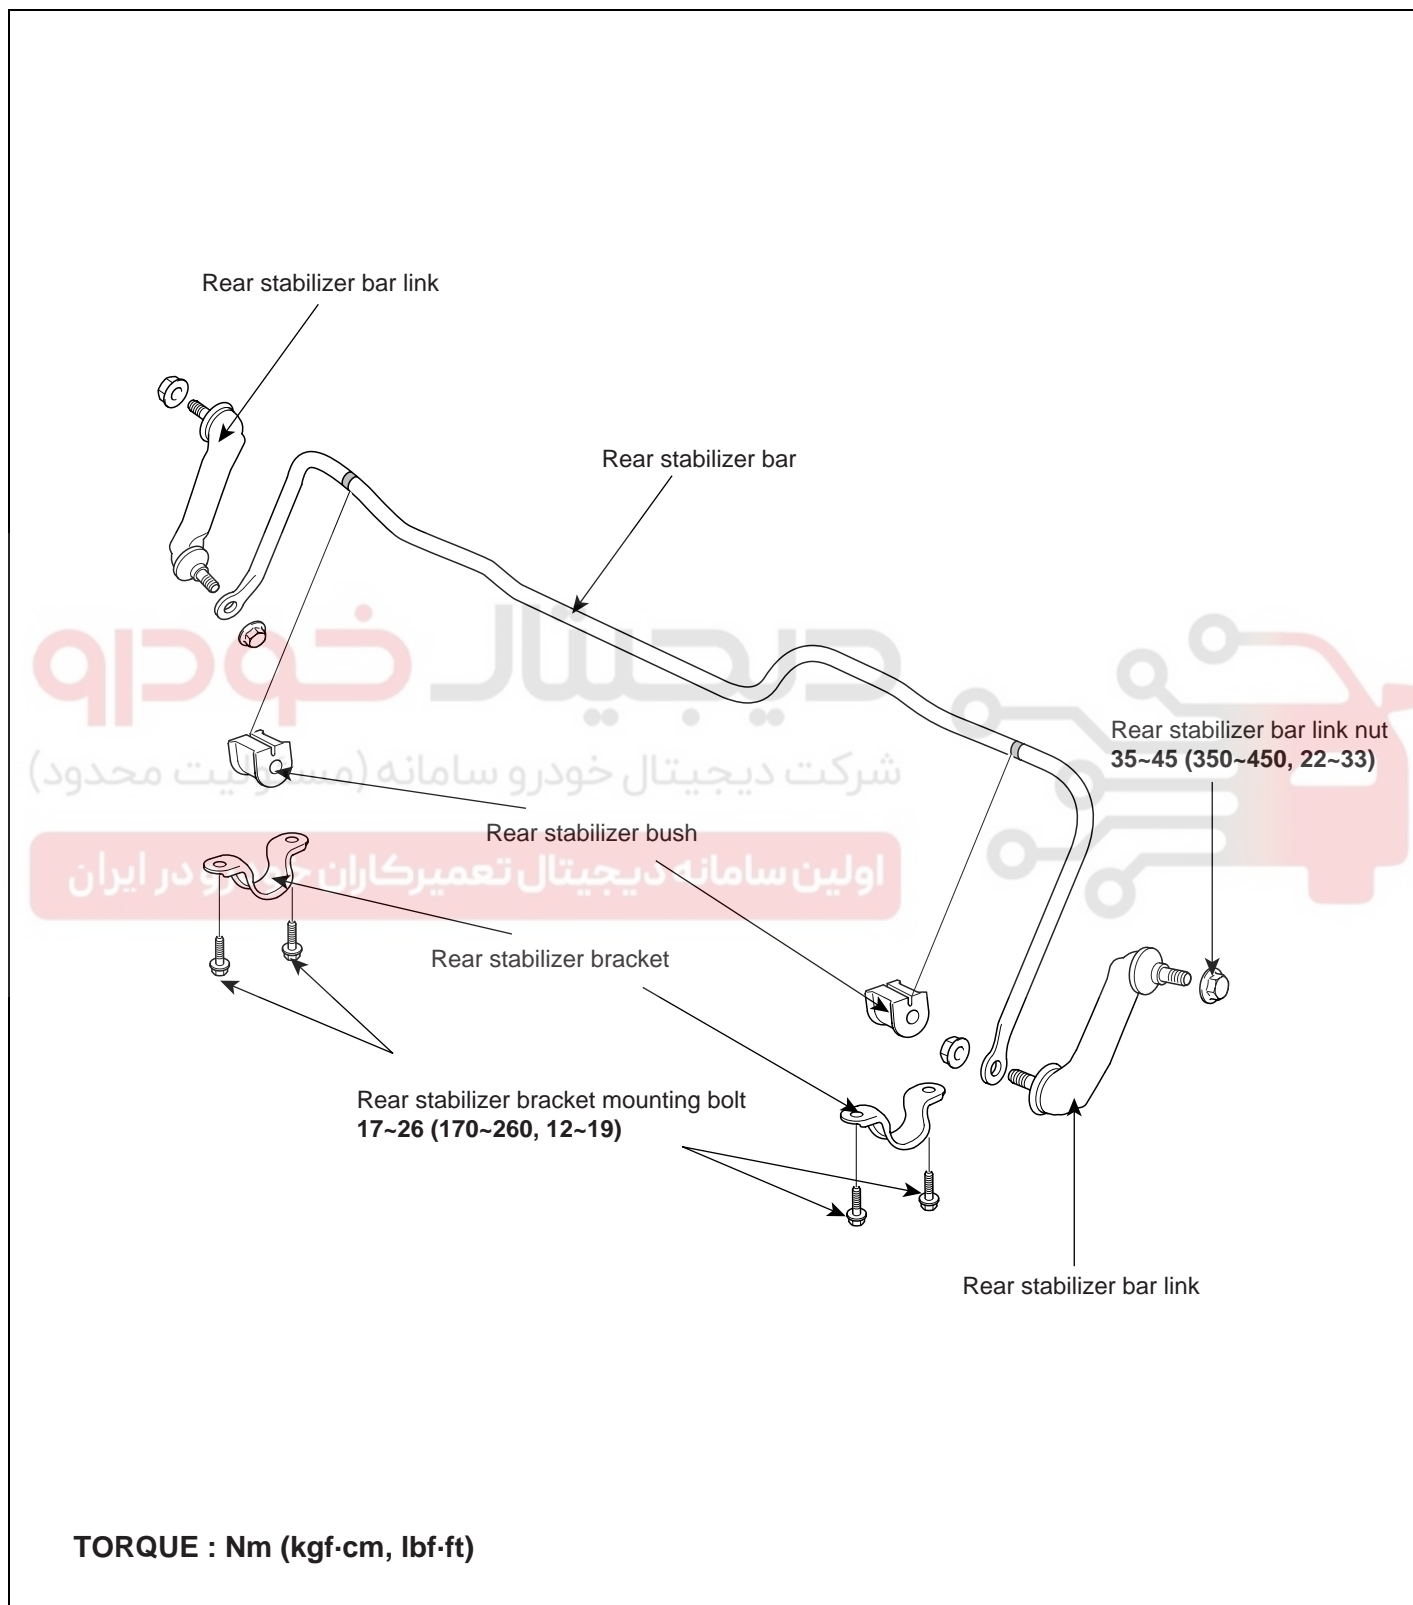 Rear stabilizer bar link
Rear stabilizer bar
دیجیتال خودرو
Rear stabilizer bar link nut
35~45 (350~450, 22~33)
شرکت دیجیتال خودرو سامانه (مسئولیت محدود)
Rear stabilizer bush
اولین سامانه دیجیتال تعمیرکاران خودرو در ایران
Rear stabilizer bracket
Rear stabilizer bracket mounting bolt
17~26 (170~260, 12~19)
Rear stabilizer bar link
TORQUE : Nm (kgf·cm, lbf·ft)